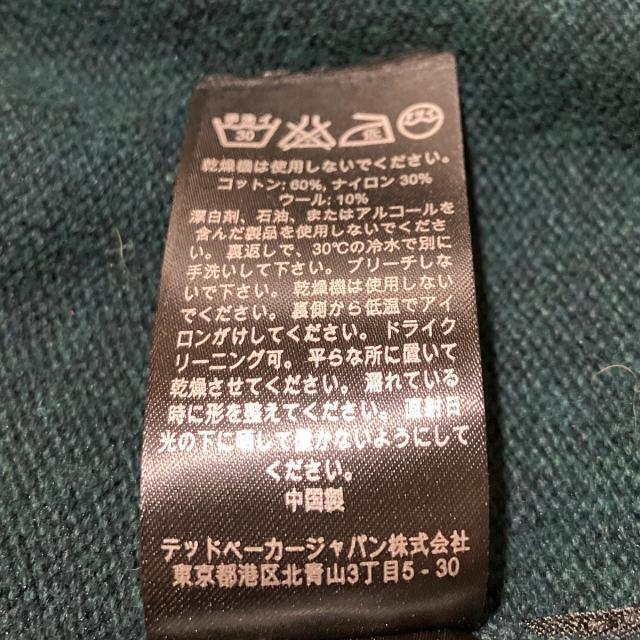 手洗イ
30
低
ドライ
乾燥機は使用しないでください。
コットン: 60%, ナイロン 30%
ウール: 10%
漂白剤、石油、またはアルコールを
含んだ製品を使用しないでくださ
い。裏返しで、30℃の冷水で別に
手洗いして下さい。ブリーチしな
いで下さい。乾燥機は使用しない
でください。裏側から低温でアイ
ロンがけしてください。ドライク
リーニング可。平らな所に置いて
乾燥させてください。濡れている
時に形を整えてください。直射日
光の下に晒して置かないようにして
ください。
中国製
テッドベーカージャパン株式会社
東京都港区北青山3丁目5 - 30